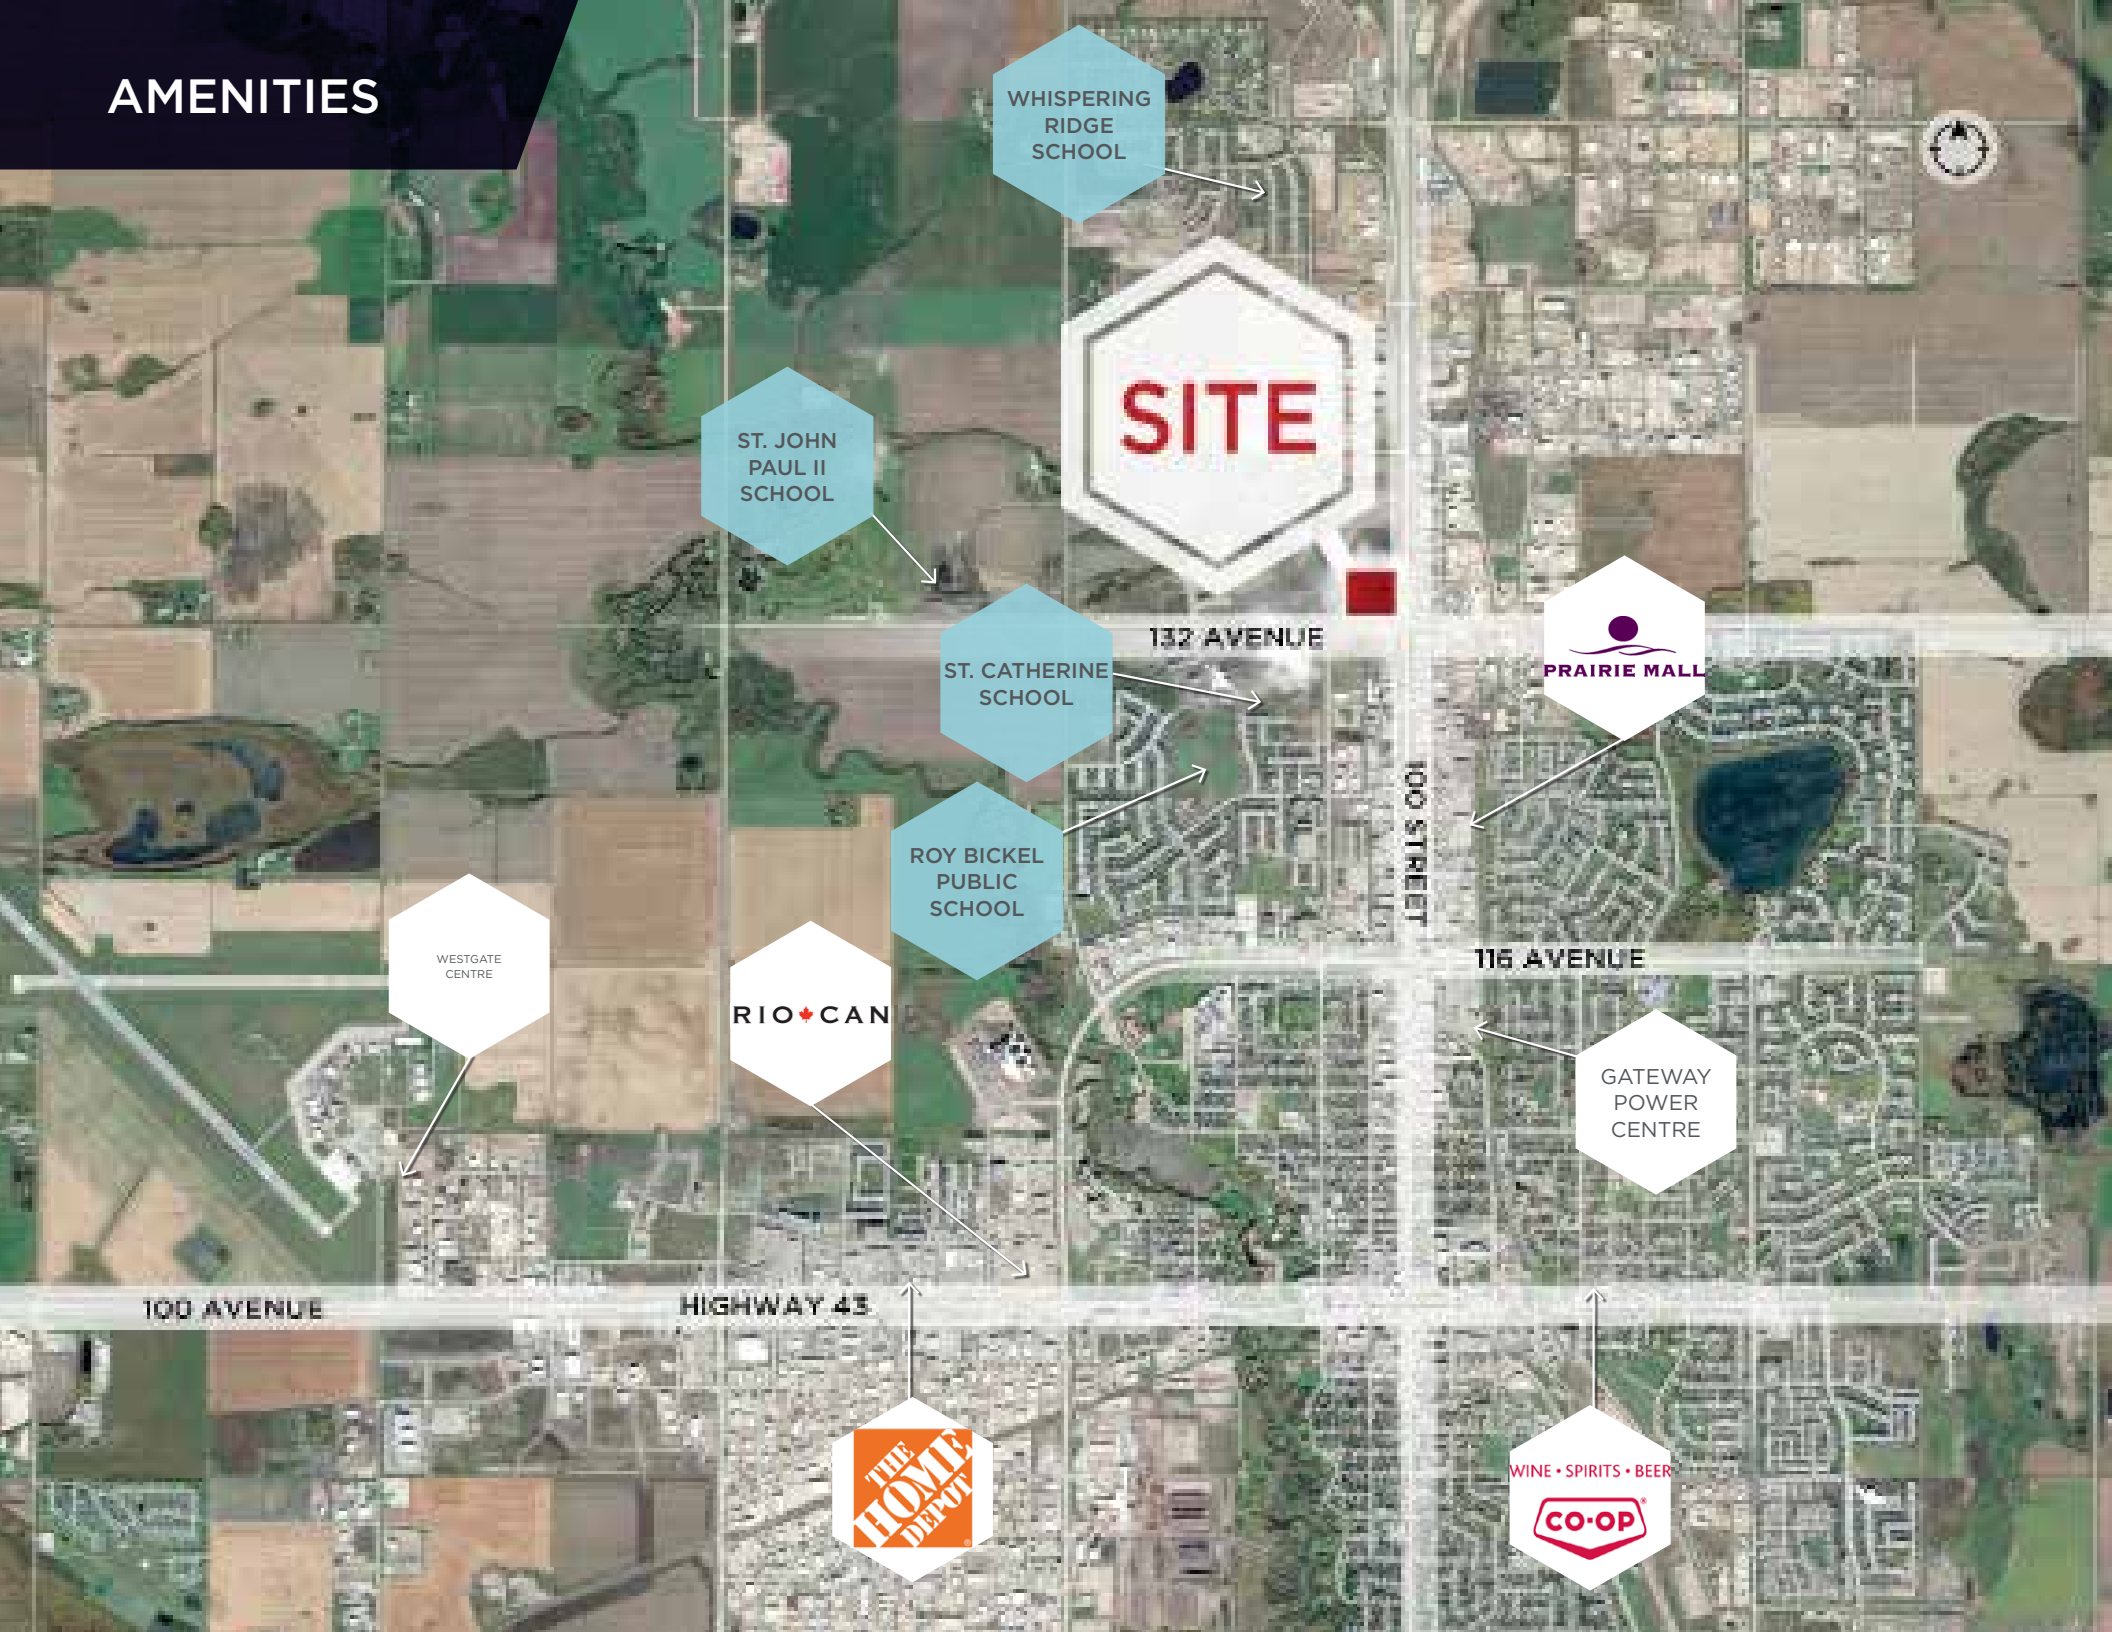 AMENITIES
WHISPERING
RIDGE
SCHOOL
SITE
ST. JOHN
PAUL II
SCHOOL
132 AVENUE
PRAIRIE MALL
ST. CATHERINE
SCHOOL
100 STREET
ROY BICKEL
PUBLIC
SCHOOL
116 AVENUE
WESTGATE
CENTRE
RIO CAN
GATEWAY
POWER
CENTRE
100 AVENUE
HIGHWAY 43
THE
HOME
DEPOT
WINE • SPIRITS • BEER
CO·OP